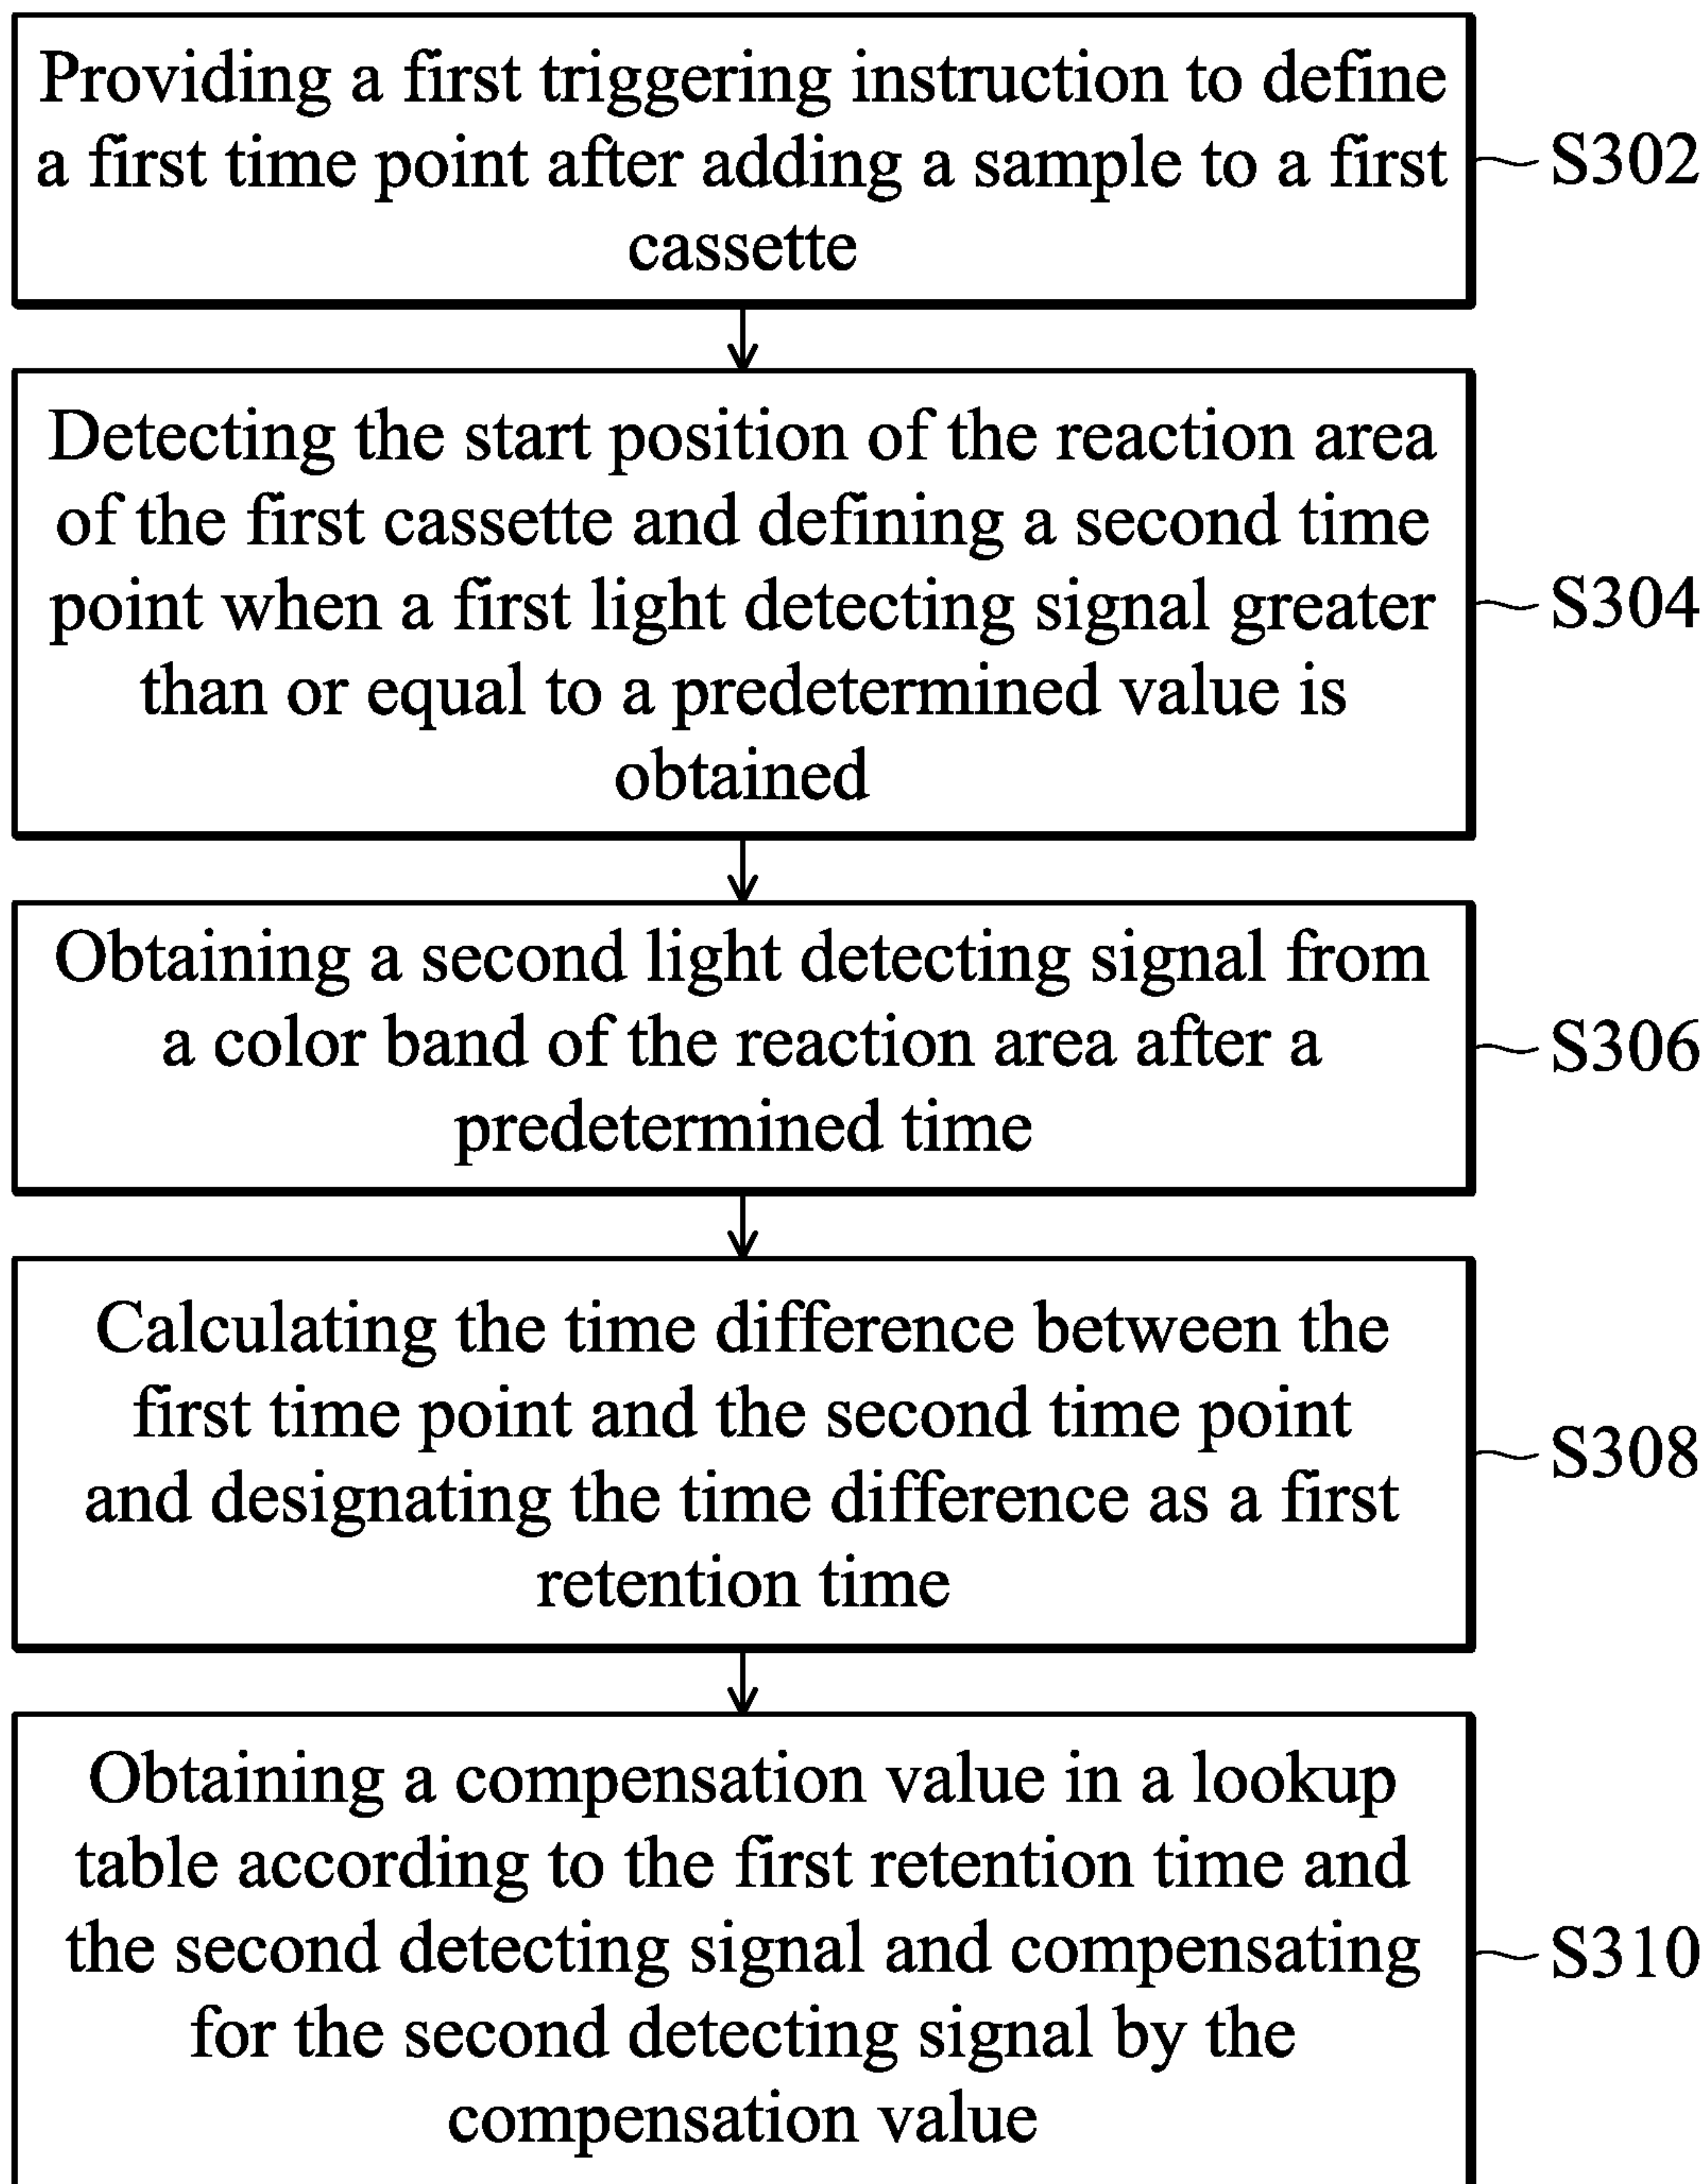 Providing a first triggering instruction to define
a first time point after adding a sample to a first
cassette
S302
Detecting the start position of the reaction area
of the first cassette and defining a second time
point when a first light detecting signal greater
than or equal to a predetermined value is
obtained
S304
Obtaining a second light detecting signal from
a color band of the reaction area after a
predetermined time
S306
Calculating the time difference between the
first time point and the second time point
and designating the time difference as a first
retention time
S308
Obtaining a compensation value in a lookup
table according to the first retention time and
the second detecting signal and compensating
for the second detecting signal by the
compensation value
S310